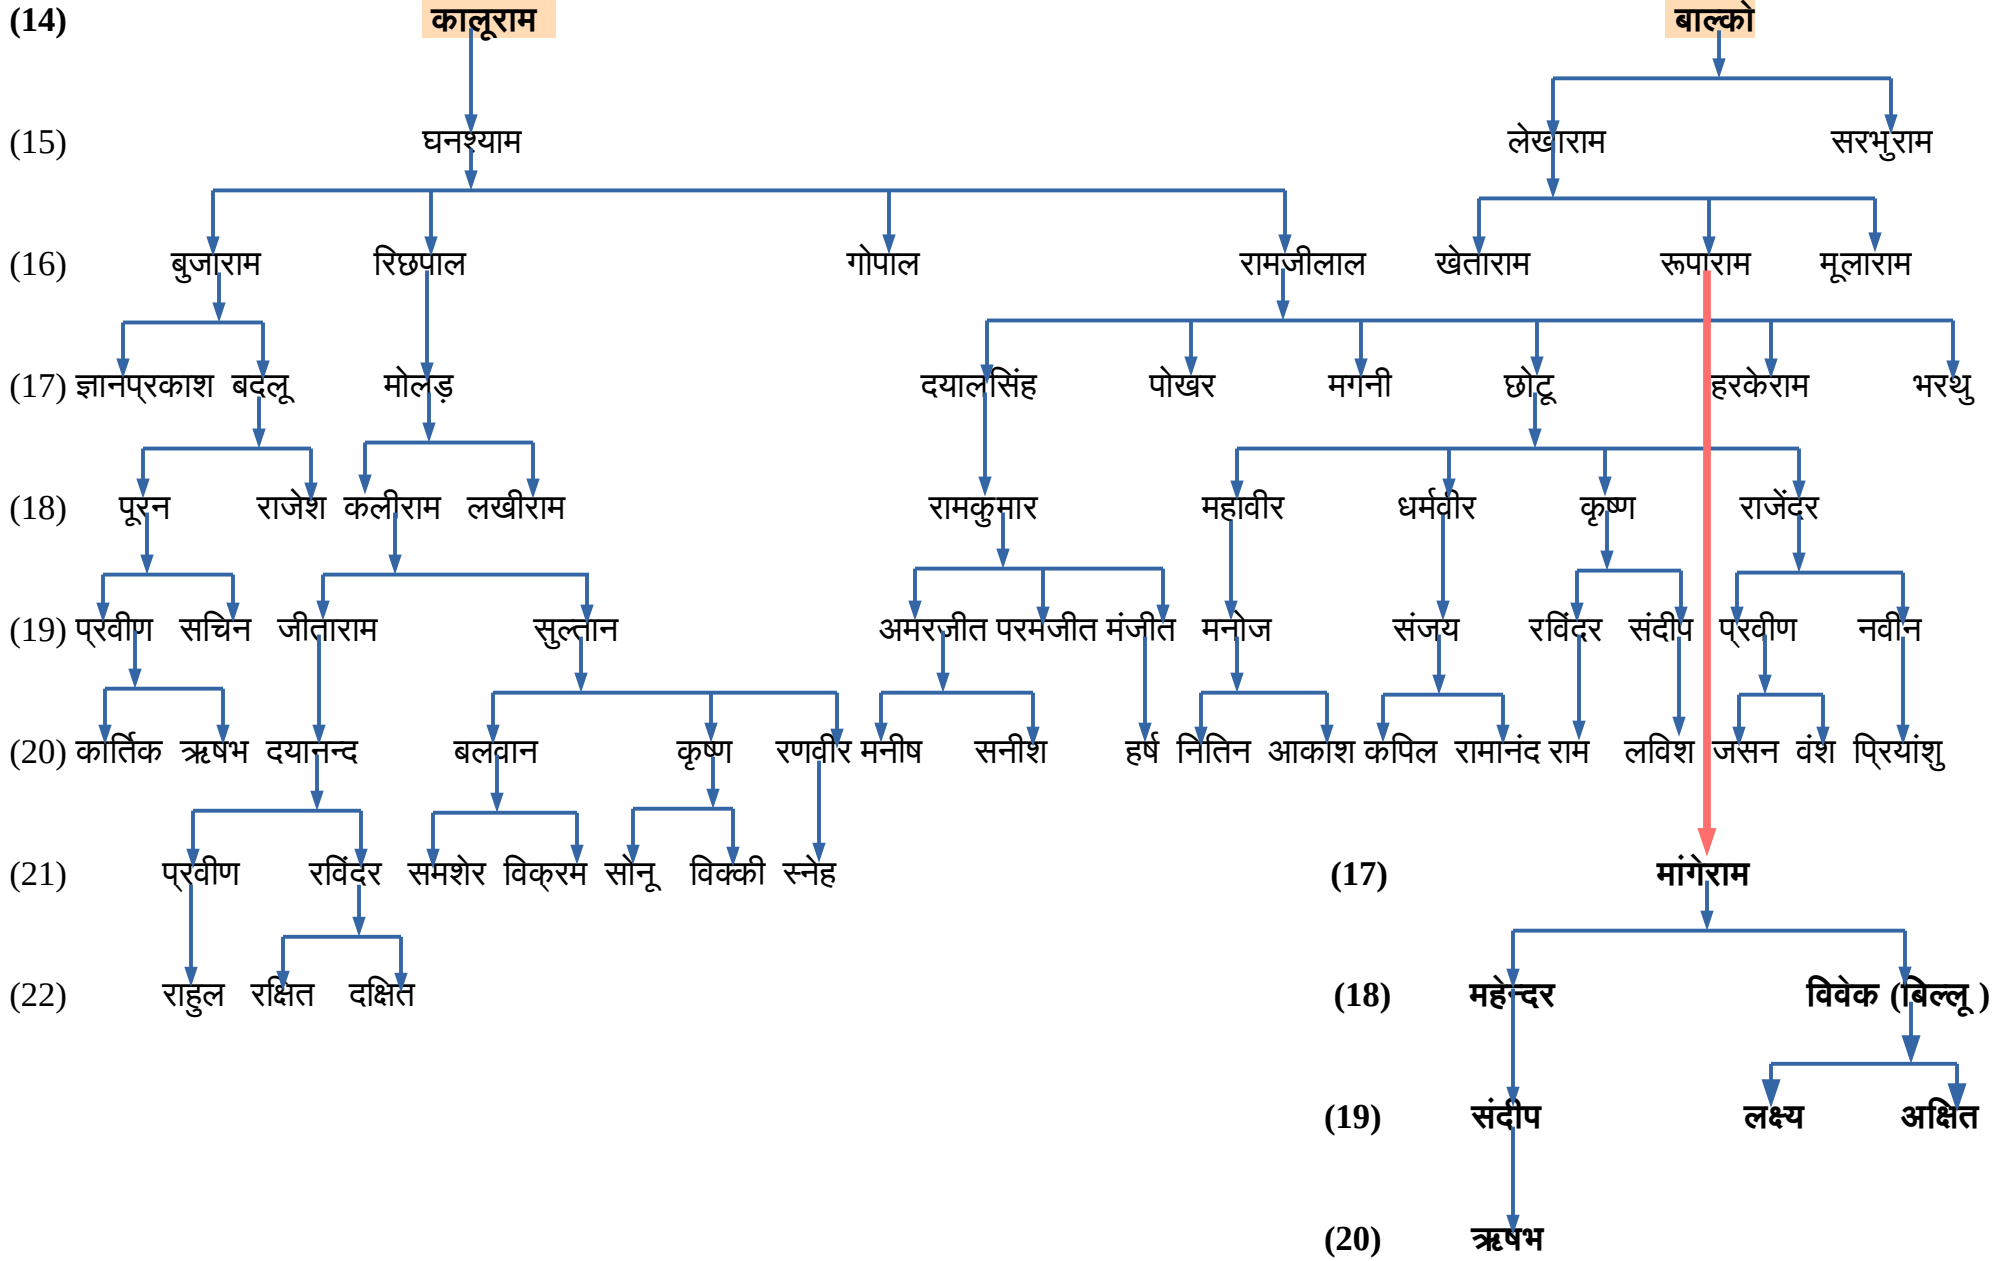 (14) कालूराम बाल्को
(15) घनश्याम लेखाराम सरभुराम
(16) बुजाराम रिछपाल गोपाल रामजीलाल खेताराम रूपाराम मूलाराम
(17) ज्ञानप्रकाश बदलू मोलड़ दयालसिंह पोखर मगनी छोटू हरकेराम भरथु
(18) पूरन राजेश कलीराम लखीराम रामकुमार महावीर धर्मवीर कृष्ण राजेंदर
(19) प्रवीण सचिन जीताराम सुल्तान अमरजीत परमजीत मंजीत मनोज संजय रविंदर संदीप प्रवीण नवीन
(20) कार्तिक ऋषभ दयानन्द बलवान कृष्ण रणवीर मनीष सनीश हर्ष नितिन आकाश कपिल रामानंद राम लविश जसन वंश प्रियांशु
(21) प्रवीण रविंदर समशेर विक्रम सोनू विक्की स्नेह (17) मांगेराम
(22) राहुल रक्षित दक्षित (18) महेन्दर विवेक (बिल्लू )
(19) संदीप लक्ष्य अक्षित
(20) ऋषभ